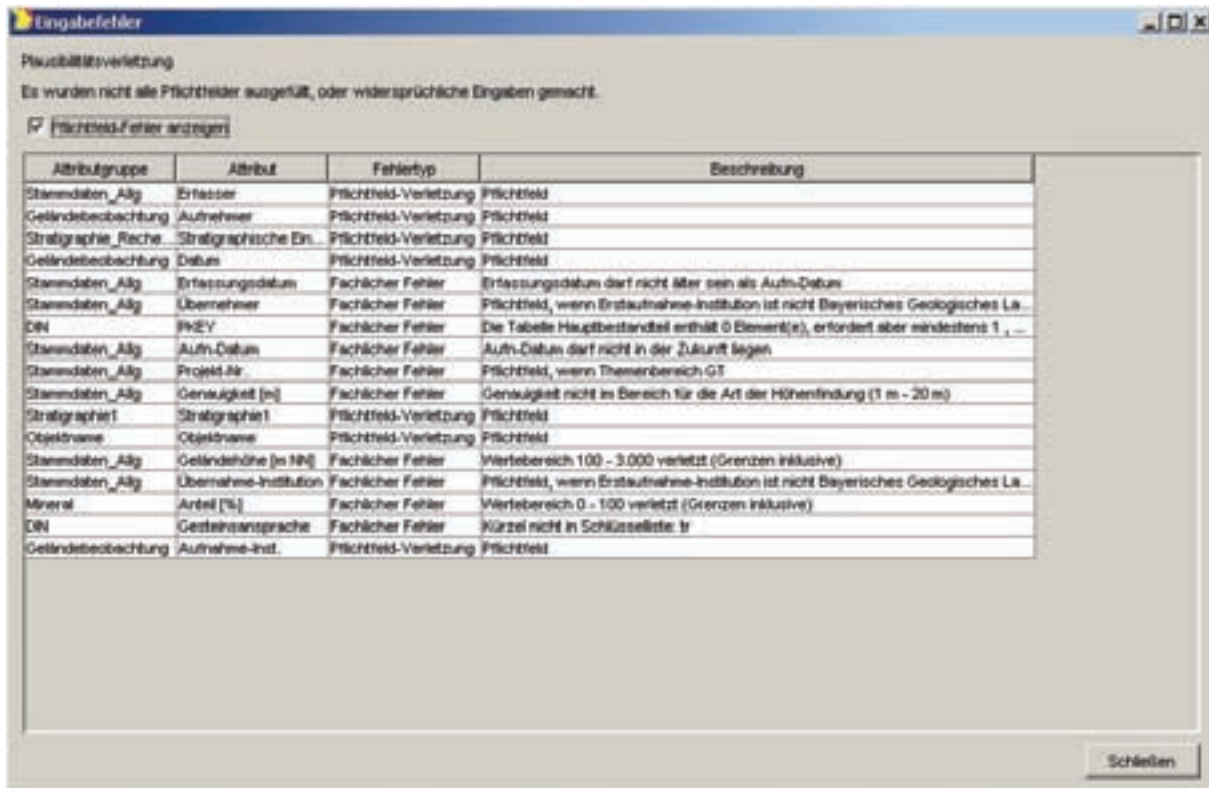 Eingabefehler
Plausibilitätsverletzung
Es wurden nicht alle Pflichtfelder ausgefüllt, oder widersprüchliche Eingaben gemacht.
Pflichtfeld-Fehler anzeigen
Attributgruppe Attribut Fehlertyp Beschreibung
Stammdaten_Allg Erfasser Pflichtfeld-Verletzung Pflichtfeld
Geländebeobachtung Aufnehmer Pflichtfeld-Verletzung Pflichtfeld
Stratigraphie_Reche... Stratigraphische Ein... Pflichtfeld-Verletzung Pflichtfeld
Geländebeobachtung Datum Pflichtfeld-Verletzung Pflichtfeld
Stammdaten_Allg Erfassungsdatum Fachlicher Fehler Erfassungsdatum darf nicht älter sein als Aufn-Datum
Stammdaten_Allg Übernehmer Fachlicher Fehler Pflichtfeld, wenn Erstaufnahme-Institution ist nicht Bayerisches Geologisches La...
DIN PKEY Fachlicher Fehler Die Tabelle Hauptbestandteil enthält 0 Element(e), erfordert aber mindestens 1 , ...
Stammdaten_Allg Aufn-Datum Fachlicher Fehler Aufn-Datum darf nicht in der Zukunft liegen
Stammdaten_Allg Projekt-Nr. Fachlicher Fehler Pflichtfeld, wenn Themenbereich GT
Stammdaten_Allg Genauigkeit [m] Fachlicher Fehler Genauigkeit nicht im Bereich für die Art der Höhenfindung (1 m - 20 m)
Stratigraphie1 Stratigraphie1 Pflichtfeld-Verletzung Pflichtfeld
Objektname Objektname Pflichtfeld-Verletzung Pflichtfeld
Stammdaten_Allg Geländehöhe [m NN] Fachlicher Fehler Wertebereich 100 - 3.000 verletzt (Grenzen inklusive)
Stammdaten_Allg Übernahme-Institution Fachlicher Fehler Pflichtfeld, wenn Erstaufnahme-Institution ist nicht Bayerisches Geologisches La...
Mineral Anteil [%] Fachlicher Fehler Wertebereich 0 - 100 verletzt (Grenzen inklusive)
DIN Gesteinsansprache Fachlicher Fehler Kürzel nicht in Schlüsselliste: tr
Geländebeobachtung Aufnahme-Inst. Pflichtfeld-Verletzung Pflichtfeld
Schließen